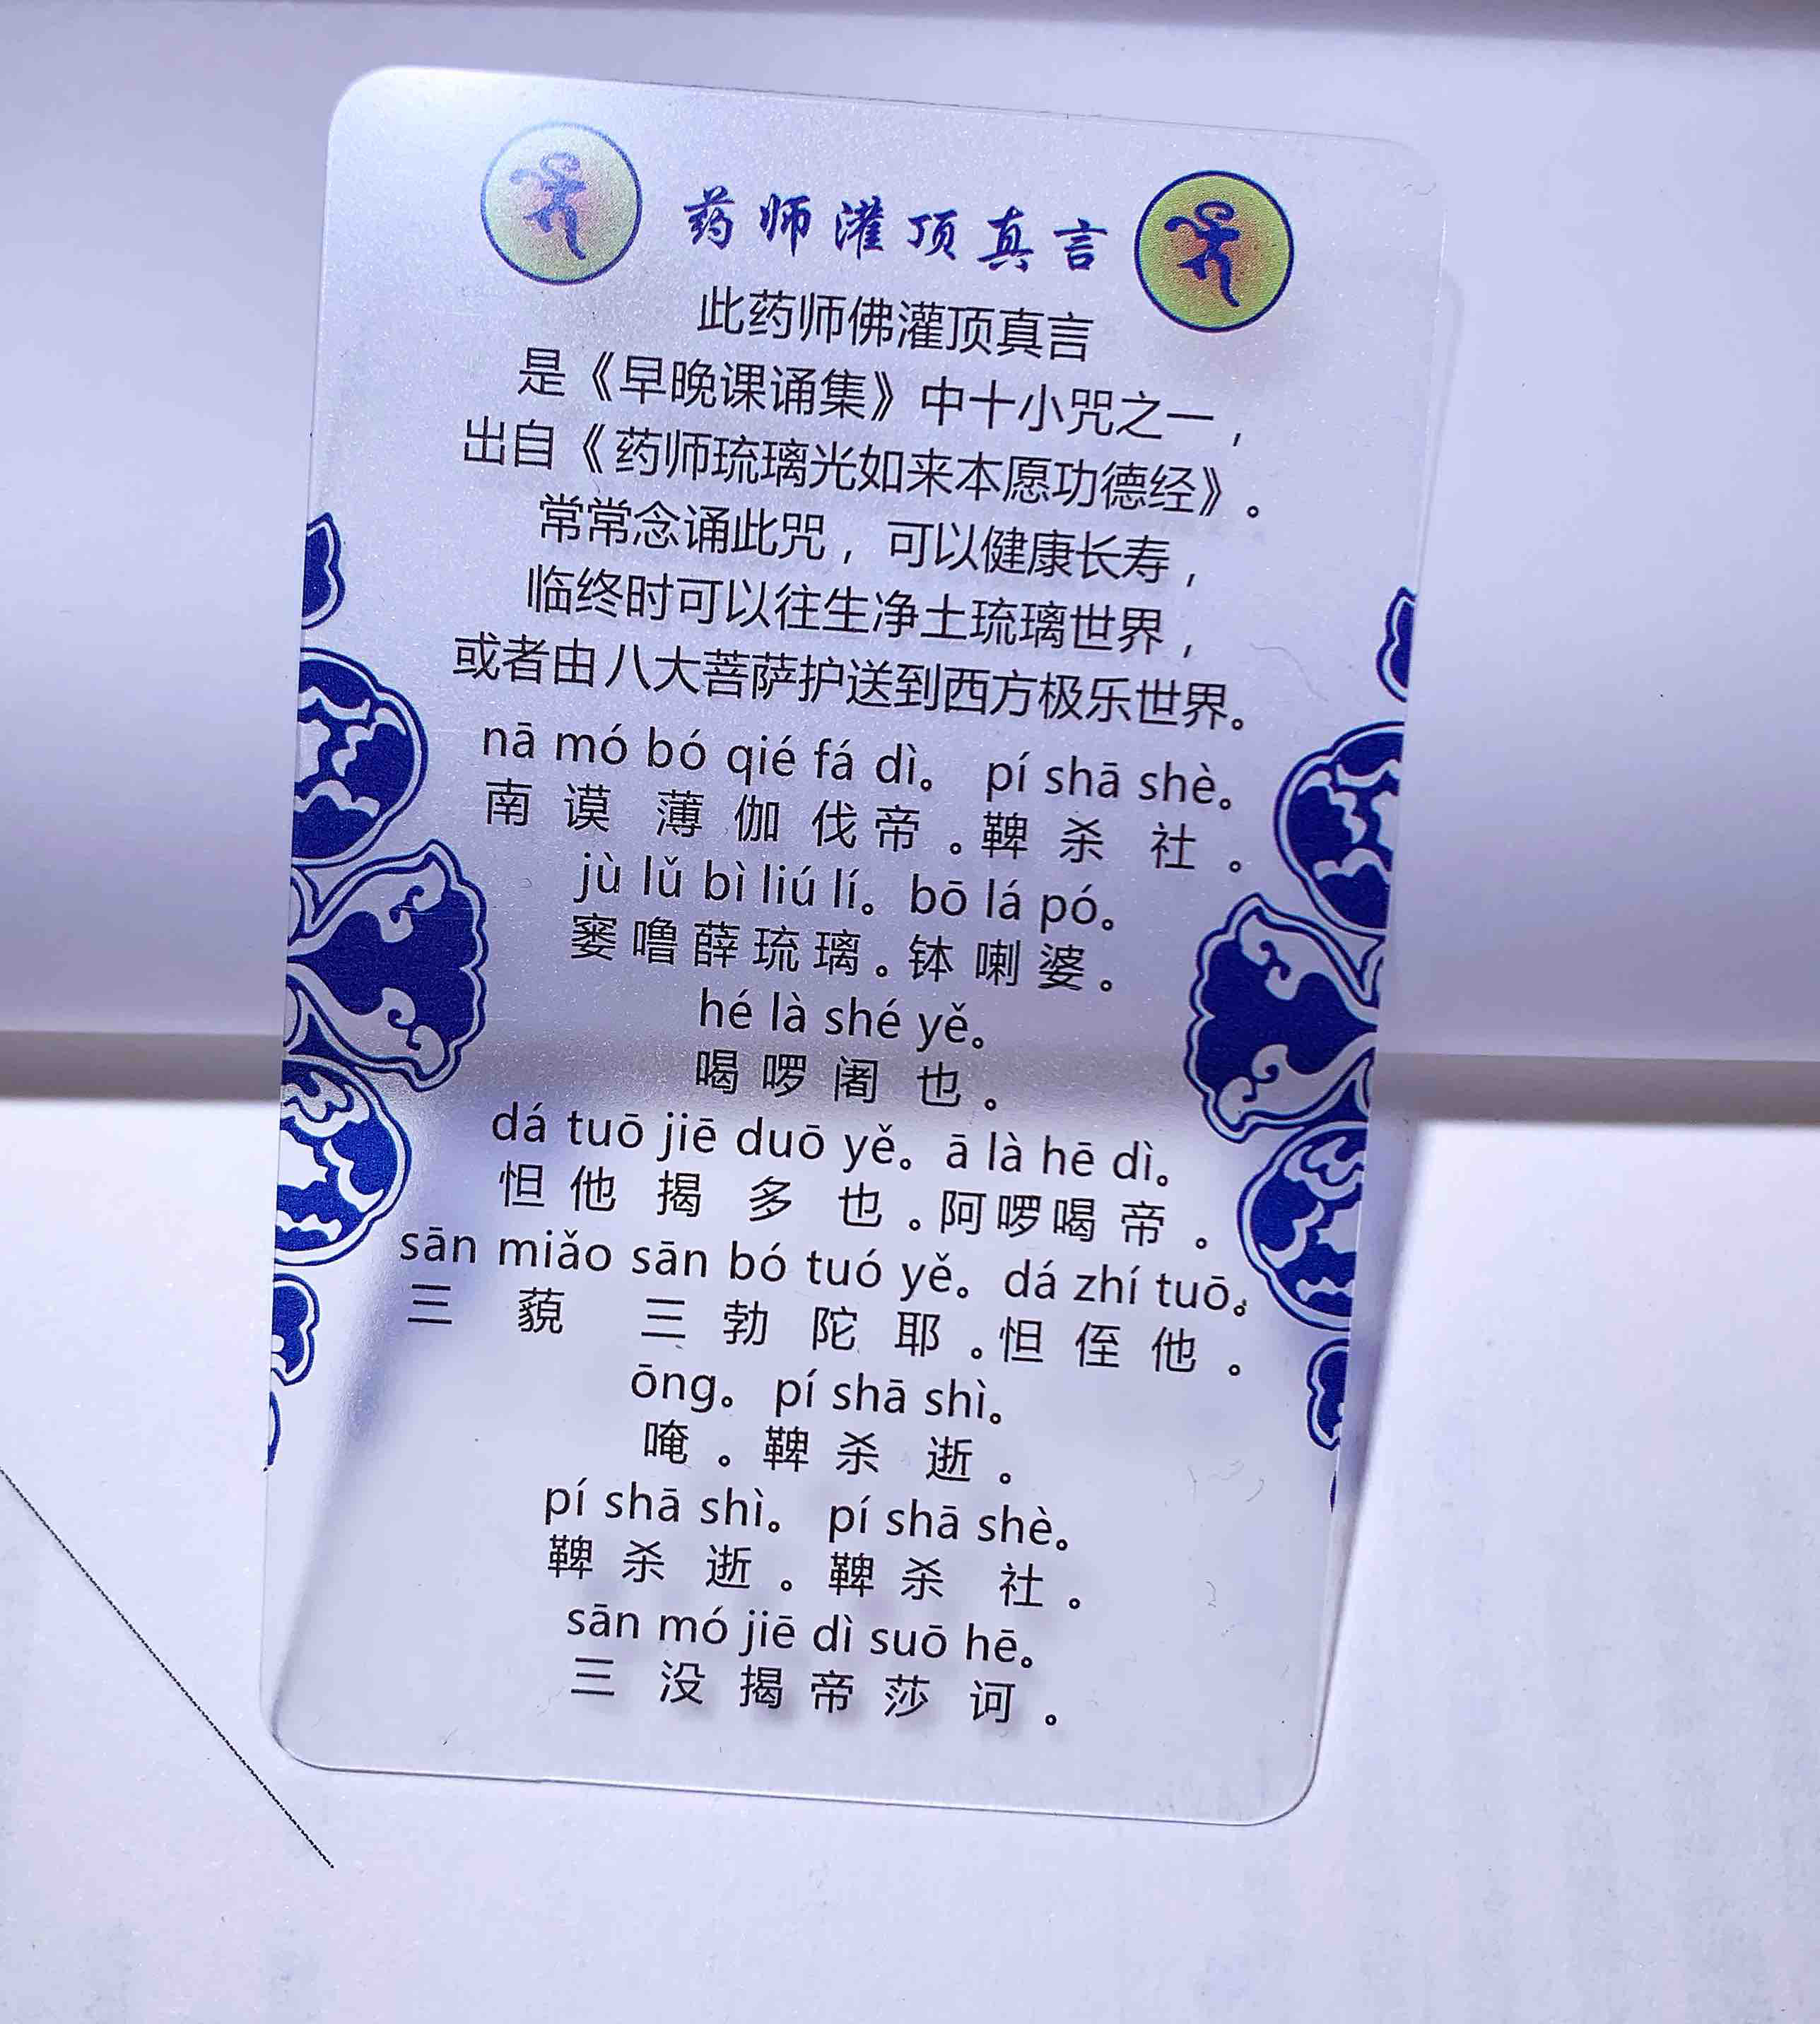 药师灌顶真言
此药师佛灌顶真言
是《早晚课诵集》中十小咒之一，
出自《药师琉璃光如来本愿功德经》。
常常念诵此咒，可以健康长寿，
临终时可以往生净土琉璃世界，
或者由八大菩萨护送到西方极乐世界。
nā mó bó qié fá dì。 pí shā shè。
南谟薄伽伐帝。鞞杀社。
jù lǔ bì liú lí。bō lá pó。
窭噜薛琉璃。钵喇婆。
hé là shé yě。
喝啰阇也。
dá tuō jiē duō yě。ā là hē dì。
怛他揭多也。阿啰喝帝。
sān miǎo sān bó tuó yě。dá zhí tuō。
三藐三勃陀耶。怛侄他。
ōng。 pí shā shì。
唵。鞞杀逝。
pí shā shì。 pí shā shè。
鞞杀逝。鞞杀社。
sān mó jiē dì suō hē。
三没揭帝莎诃。